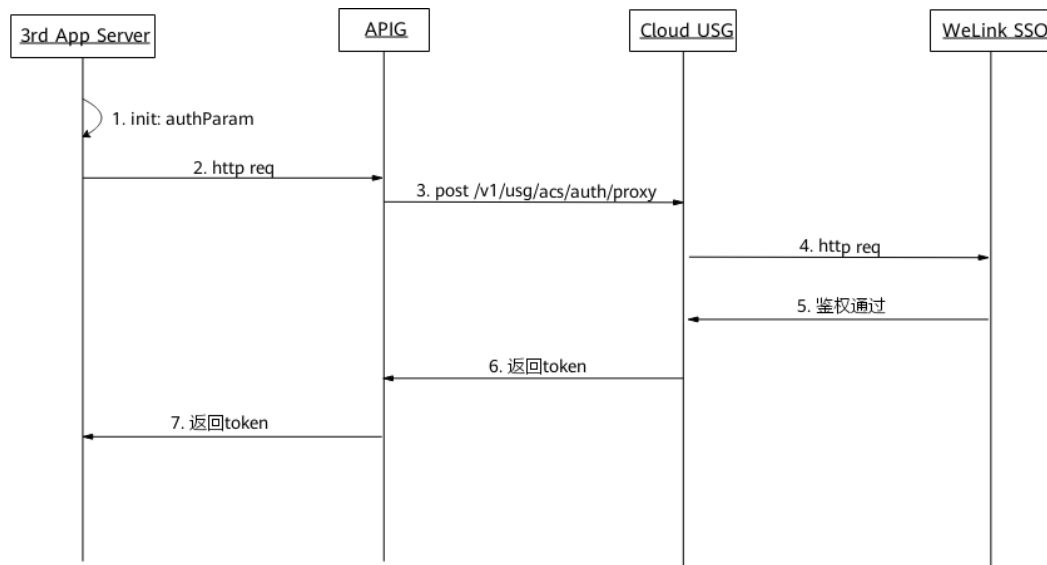 3rd App Server
APIG
Cloud USG
WeLink SSO
1. init: authParam
2. http req
3. post /v1/usg/acs/auth/proxy
4. http req
5. 鉴权通过
6. 返回token
7. 返回token